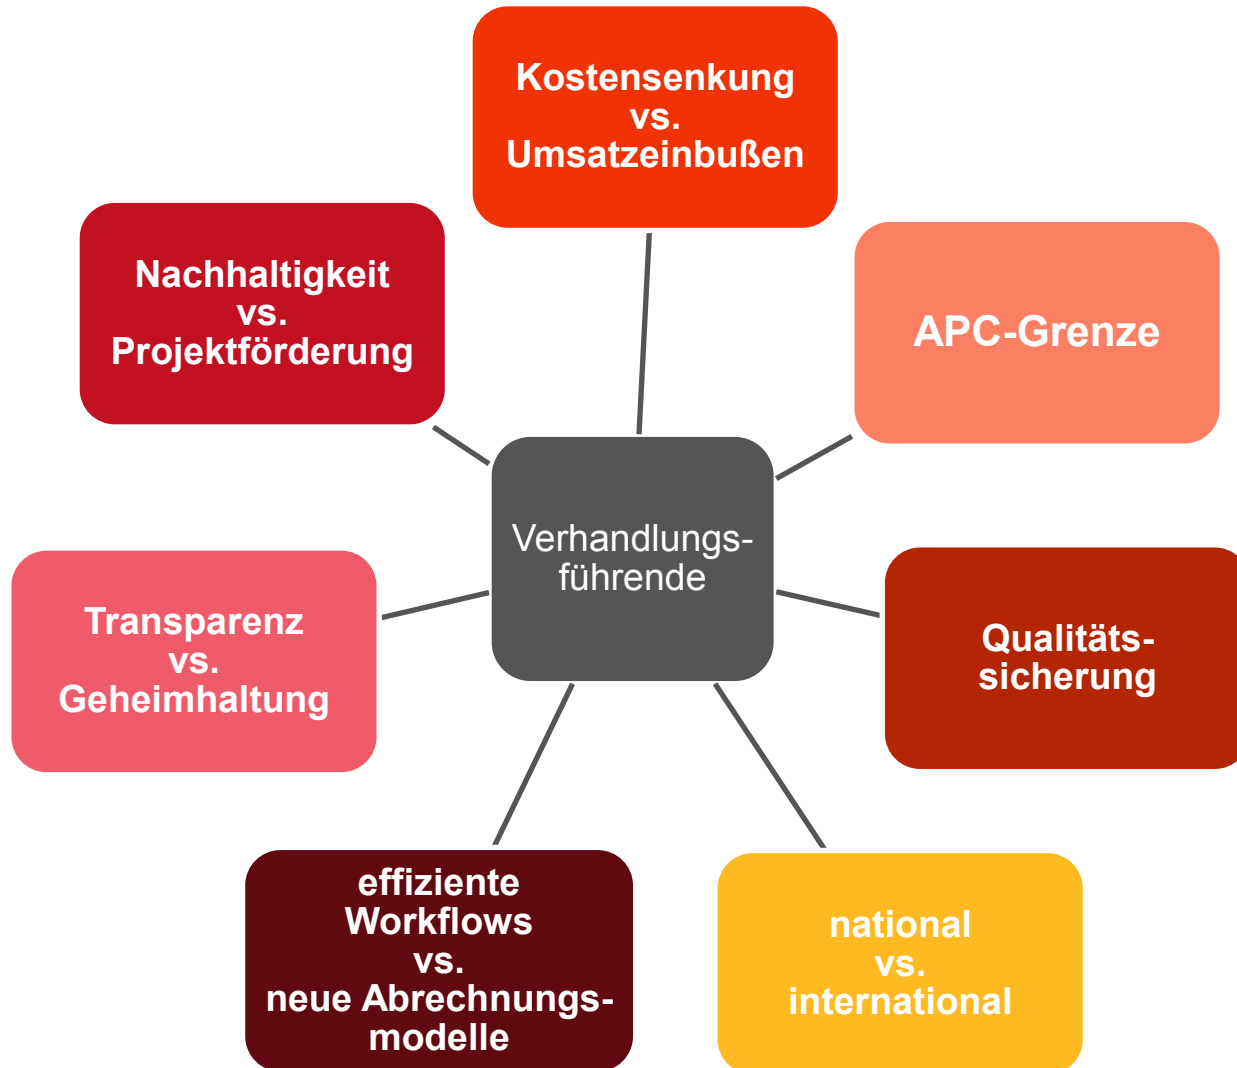 Kostensenkung
vs.
Umsatzeinbußen
APC-Grenze
Qualitäts-
sicherung
national
vs.
international
effiziente
Workflows
vs.
neue Abrechnungs-
modelle
Transparenz
vs.
Geheimhaltung
Nachhaltigkeit
vs.
Projektförderung
Verhandlungs-
führende